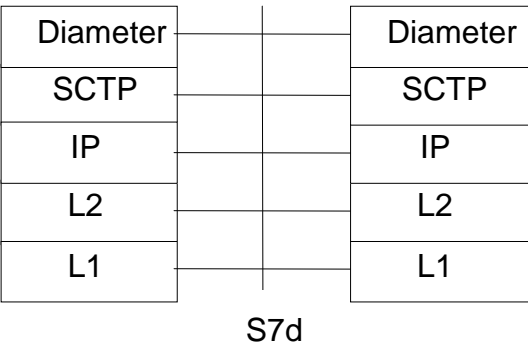 Diameter Diameter
SCTP SCTP
IP IP
L2 L2
L1 L1
S7d